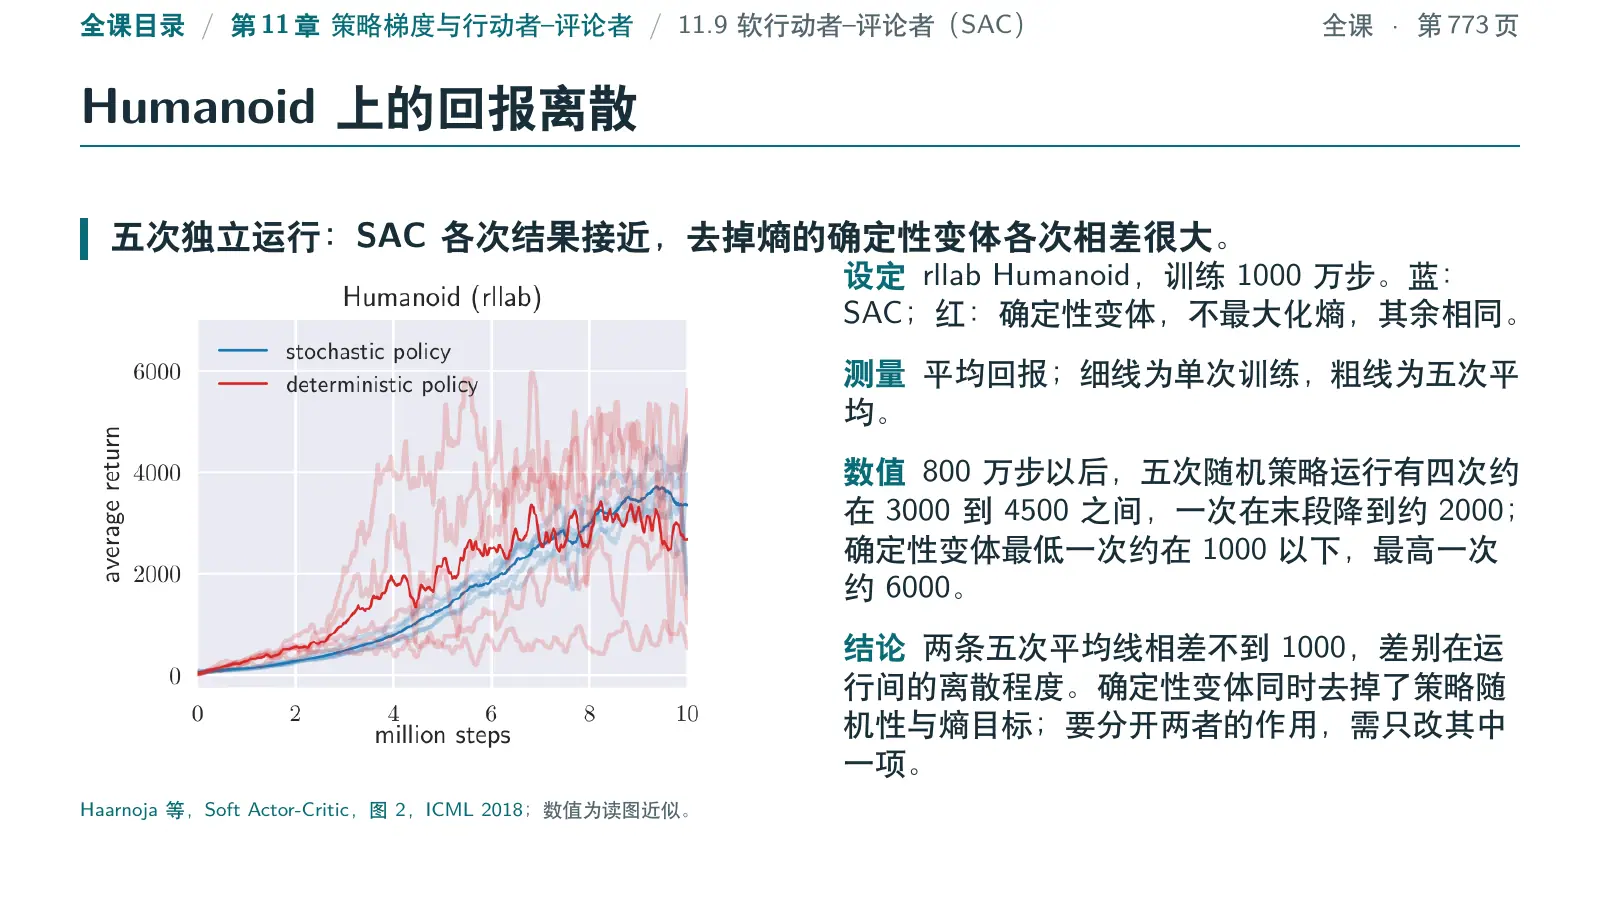 全课目录 / 第 11 章 策略梯度与行动者–评论者 / 11.9 软行动者–评论者（SAC）
全课 · 第 773 页
Humanoid 上的回报离散
五次独立运行：SAC 各次结果接近，去掉熵的确定性变体各次相差很大。
Humanoid (rllab)
stochastic policy
deterministic policy
average return
6000
4000
2000
0
0 2 4 6 8 10
million steps
Haarnoja 等，Soft Actor-Critic，图 2，ICML 2018；数值为读图近似。
设定 rllab Humanoid，训练 1000 万步。蓝：
SAC；红：确定性变体，不最大化熵，其余相同。
测量 平均回报；细线为单次训练，粗线为五次平
均。
数值 800 万步以后，五次随机策略运行有四次约
在 3000 到 4500 之间，一次在末段降到约 2000；
确定性变体最低一次约在 1000 以下，最高一次
约 6000。
结论 两条五次平均线相差不到 1000，差别在运
行间的离散程度。确定性变体同时去掉了策略随
机性与熵目标；要分开两者的作用，需只改其中
一项。